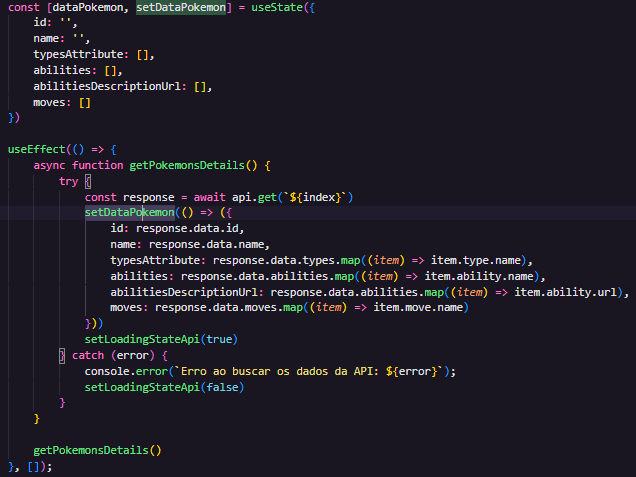 const [dataPokemon, setDataPokemon] = useState({
id: '',
name: '',
typesAttribute: [],
abilities: [],
abilitiesDescriptionUrl: [],
moves: []
})
useEffect(() => {
async function getPokemonsDetails() {
try {
const response = await api.get(`${index}`)
setDataPokemon(() => ({
id: response.data.id,
name: response.data.name,
typesAttribute: response.data.types.map((item) => item.type.name),
abilities: response.data.abilities.map((item) => item.ability.name),
abilitiesDescriptionUrl: response.data.abilities.map((item) => item.ability.url),
moves: response.data.moves.map((item) => item.move.name)
}))
setLoadingStateApi(true)
} catch (error) {
console.error(`Erro ao buscar os dados da API: ${error}`);
setLoadingStateApi(false)
}
}
getPokemonsDetails()
}, []);